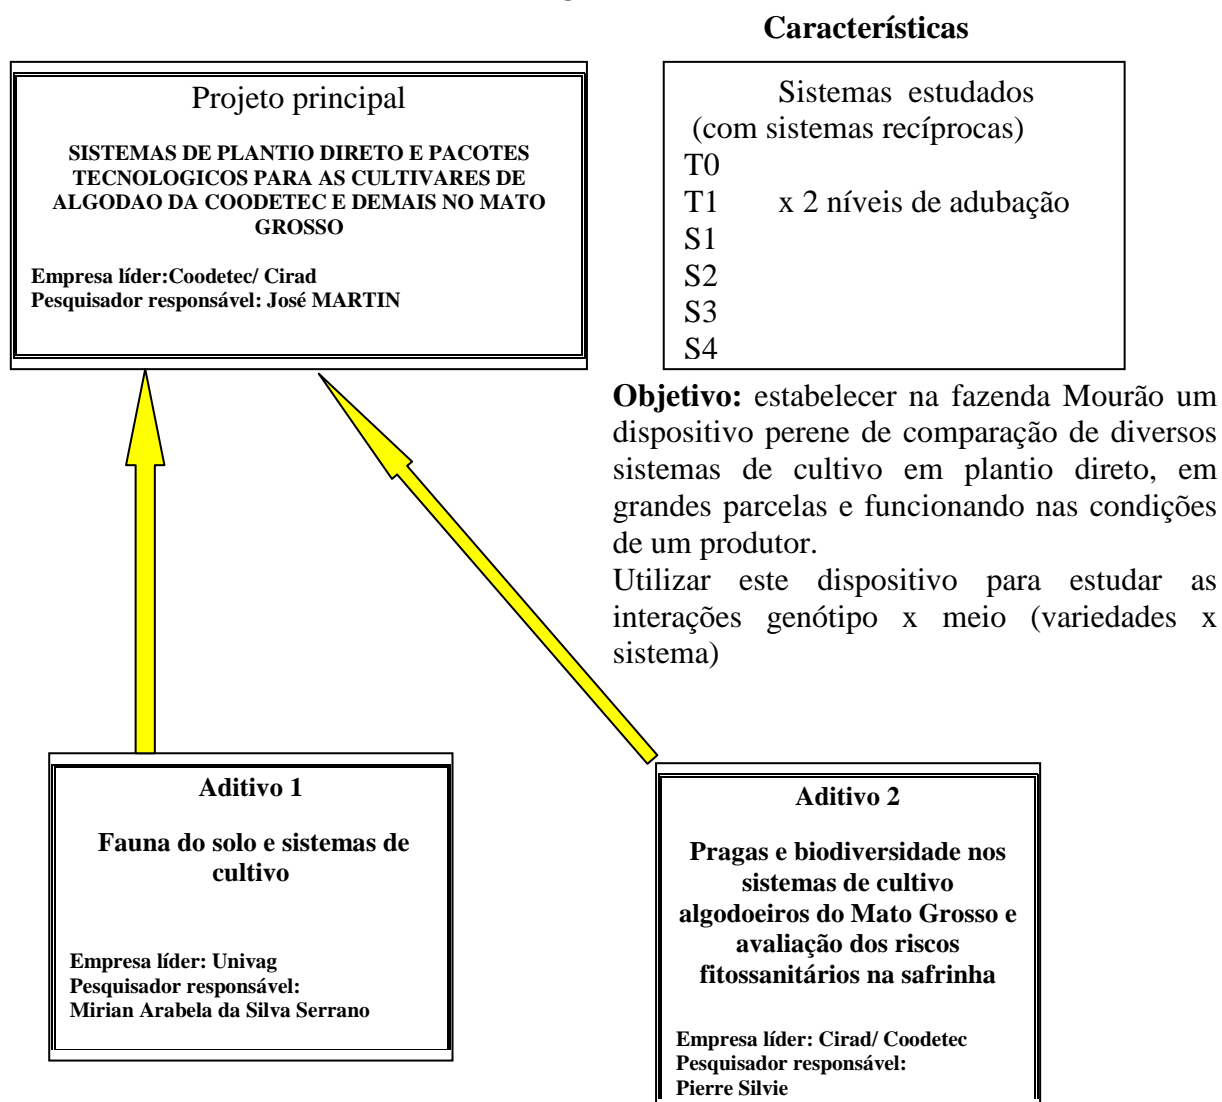 Características
Projeto principal
SISTEMAS DE PLANTIO DIRETO E PACOTES
TECNOLOGICOS PARA AS CULTIVARES DE
ALGODAO DA COODETEC E DEMAIS NO MATO
GROSSO
Empresa líder:Coodetec/ Cirad
Pesquisador responsável: José MARTIN
Sistemas estudados
(com sistemas recíprocas)
T0
T1 x 2 níveis de adubação
S1
S2
S3
S4
Objetivo: estabelecer na fazenda Mourão um
dispositivo perene de comparação de diversos
sistemas de cultivo em plantio direto, em
grandes parcelas e funcionando nas condições
de um produtor.
Utilizar este dispositivo para estudar as
interações genótipo x meio (variedades x
sistema)
Aditivo 1
Fauna do solo e sistemas de
cultivo
Empresa líder: Univag
Pesquisador responsável:
Mirian Arabela da Silva Serrano
Aditivo 2
Pragas e biodiversidade nos
sistemas de cultivo
algodoeiros do Mato Grosso e
avaliação dos riscos
fitossanitários na safrinha
Empresa líder: Cirad/ Coodetec
Pesquisador responsável:
Pierre Silvie